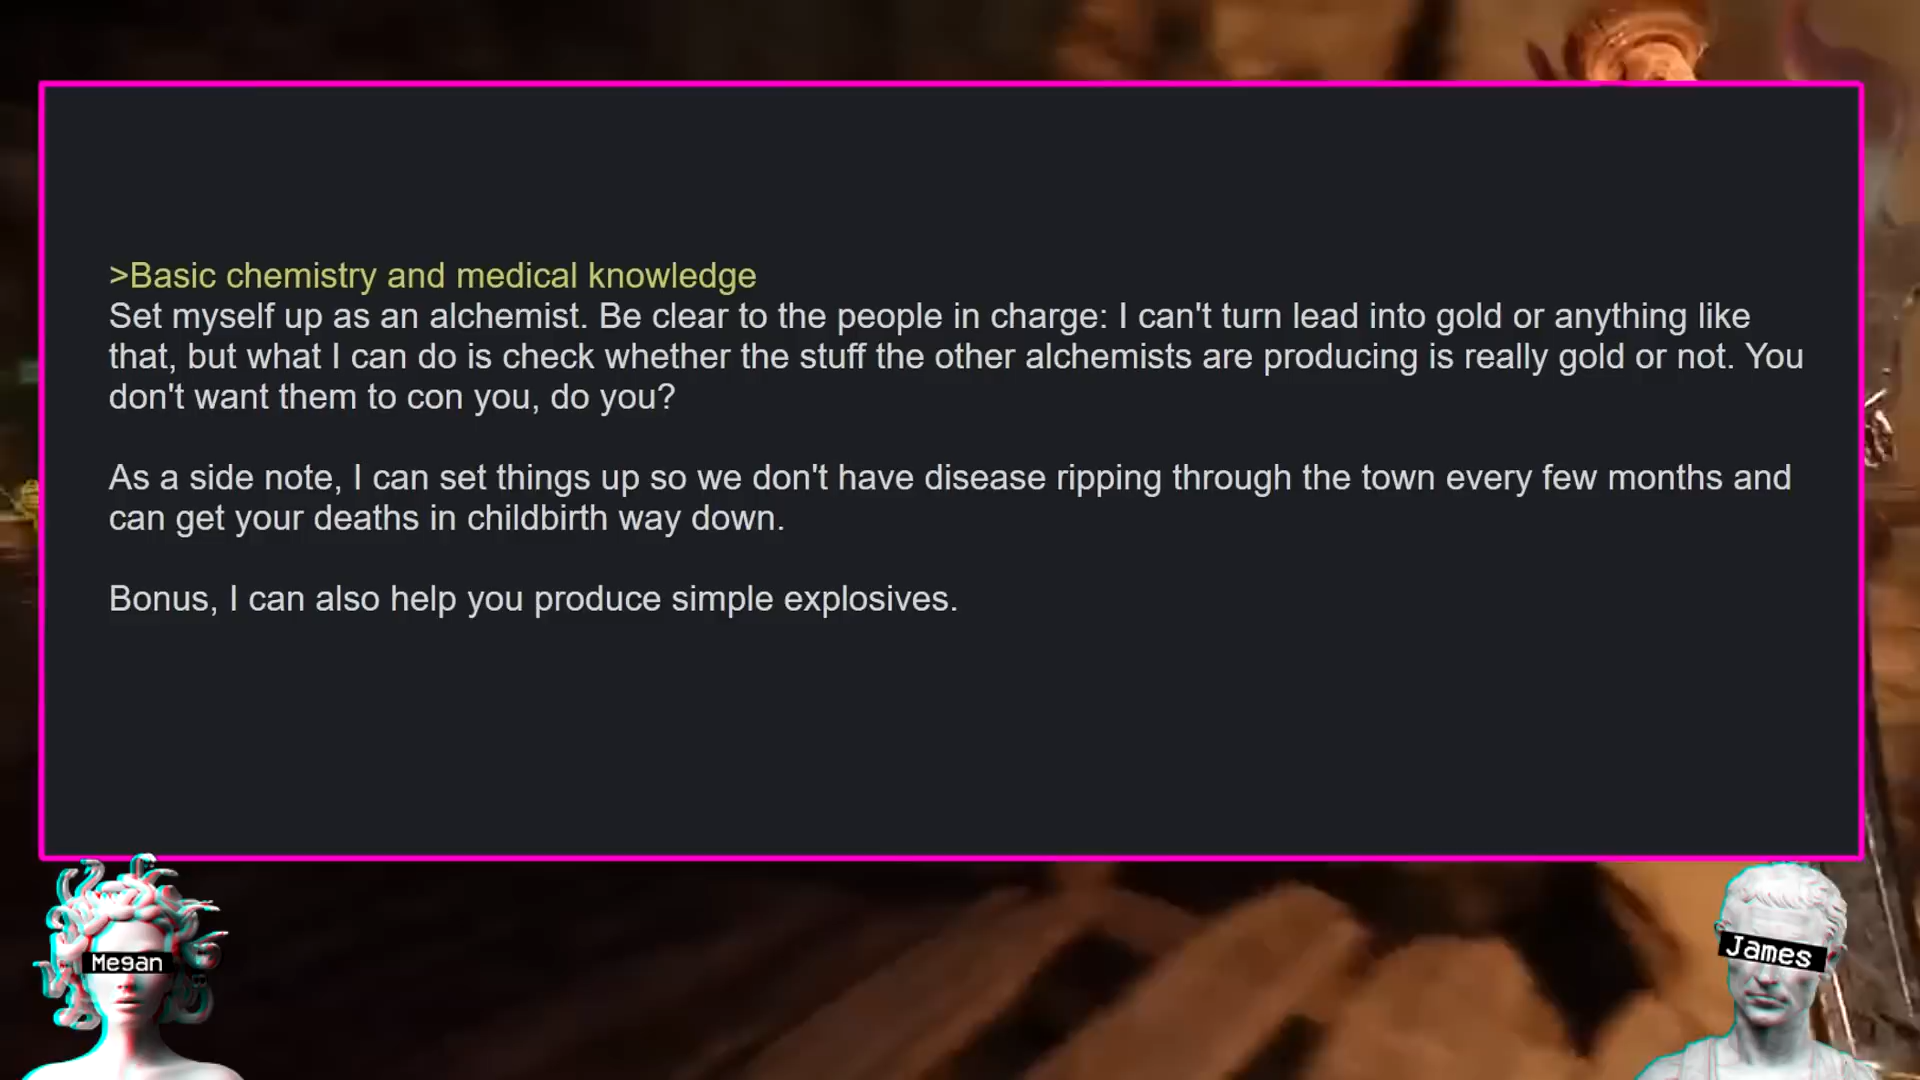 >Basic chemistry and medical knowledge
Set myself up as an alchemist. Be clear to the people in charge: I can't turn lead into gold or anything like
that, but what I can do is check whether the stuff the other alchemists are producing is really gold or not. You
don't want them to con you, do you?
As a side note, I can set things up so we don't have disease ripping through the town every few months and
can get your deaths in childbirth way down.
Bonus, I can also help you produce simple explosives.
Megan
James